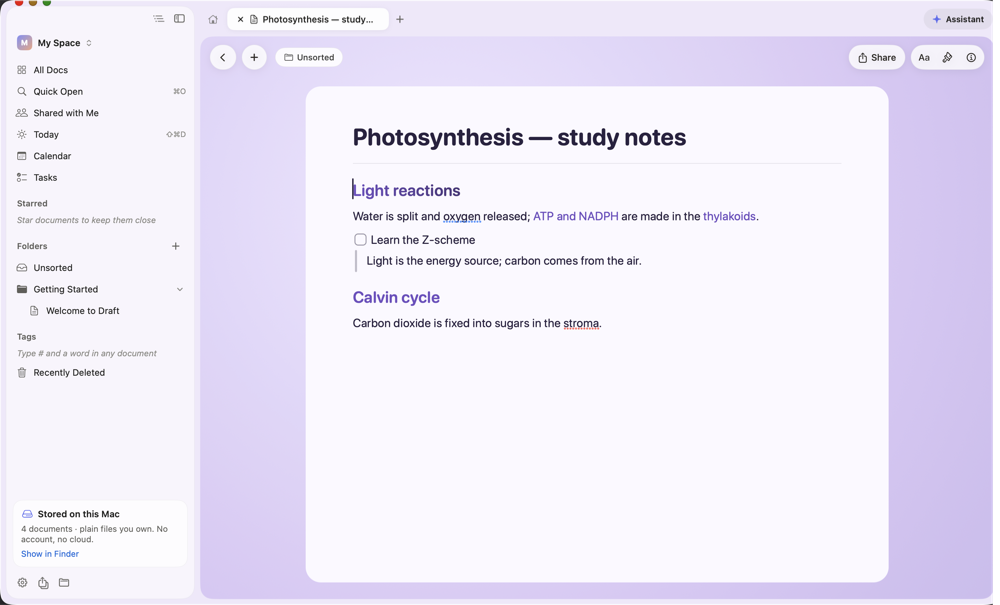 Photosynthesis — study...
Assistant
M My Space
All Docs
Quick Open ⌘O
Shared with Me
Today ⇧⌘D
Calendar
Tasks
Starred
Star documents to keep them close
Folders
Unsorted
Getting Started
Welcome to Draft
Tags
Type # and a word in any document
Recently Deleted
Stored on this Mac
4 documents · plain files you own. No
account, no cloud.
Show in Finder
Unsorted
Share
Aa
Photosynthesis — study notes
Light reactions
Water is split and oxygen released; ATP and NADPH are made in the thylakoids.
Learn the Z-scheme
Light is the energy source; carbon comes from the air.
Calvin cycle
Carbon dioxide is fixed into sugars in the stroma.